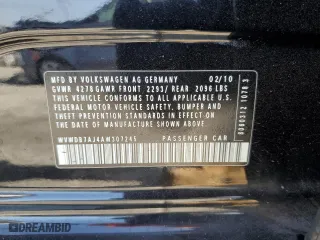 MFD BY VOLKSWAGEN AG GERMANY 02/10
GVWR 4278 GAWR FRONT 2293/ REAR 2096 LBS
THIS VEHICLE CONFORMS TO ALL APPLICABLE U.S.
FEDERAL MOTOR VEHICLE SAFETY, BUMPER AND
THEFT PREVENTION STANDARDS IN EFFECT ON
THE DATE OF MANUFACTURE SHOWN ABOVE.
PASSENGER CAR